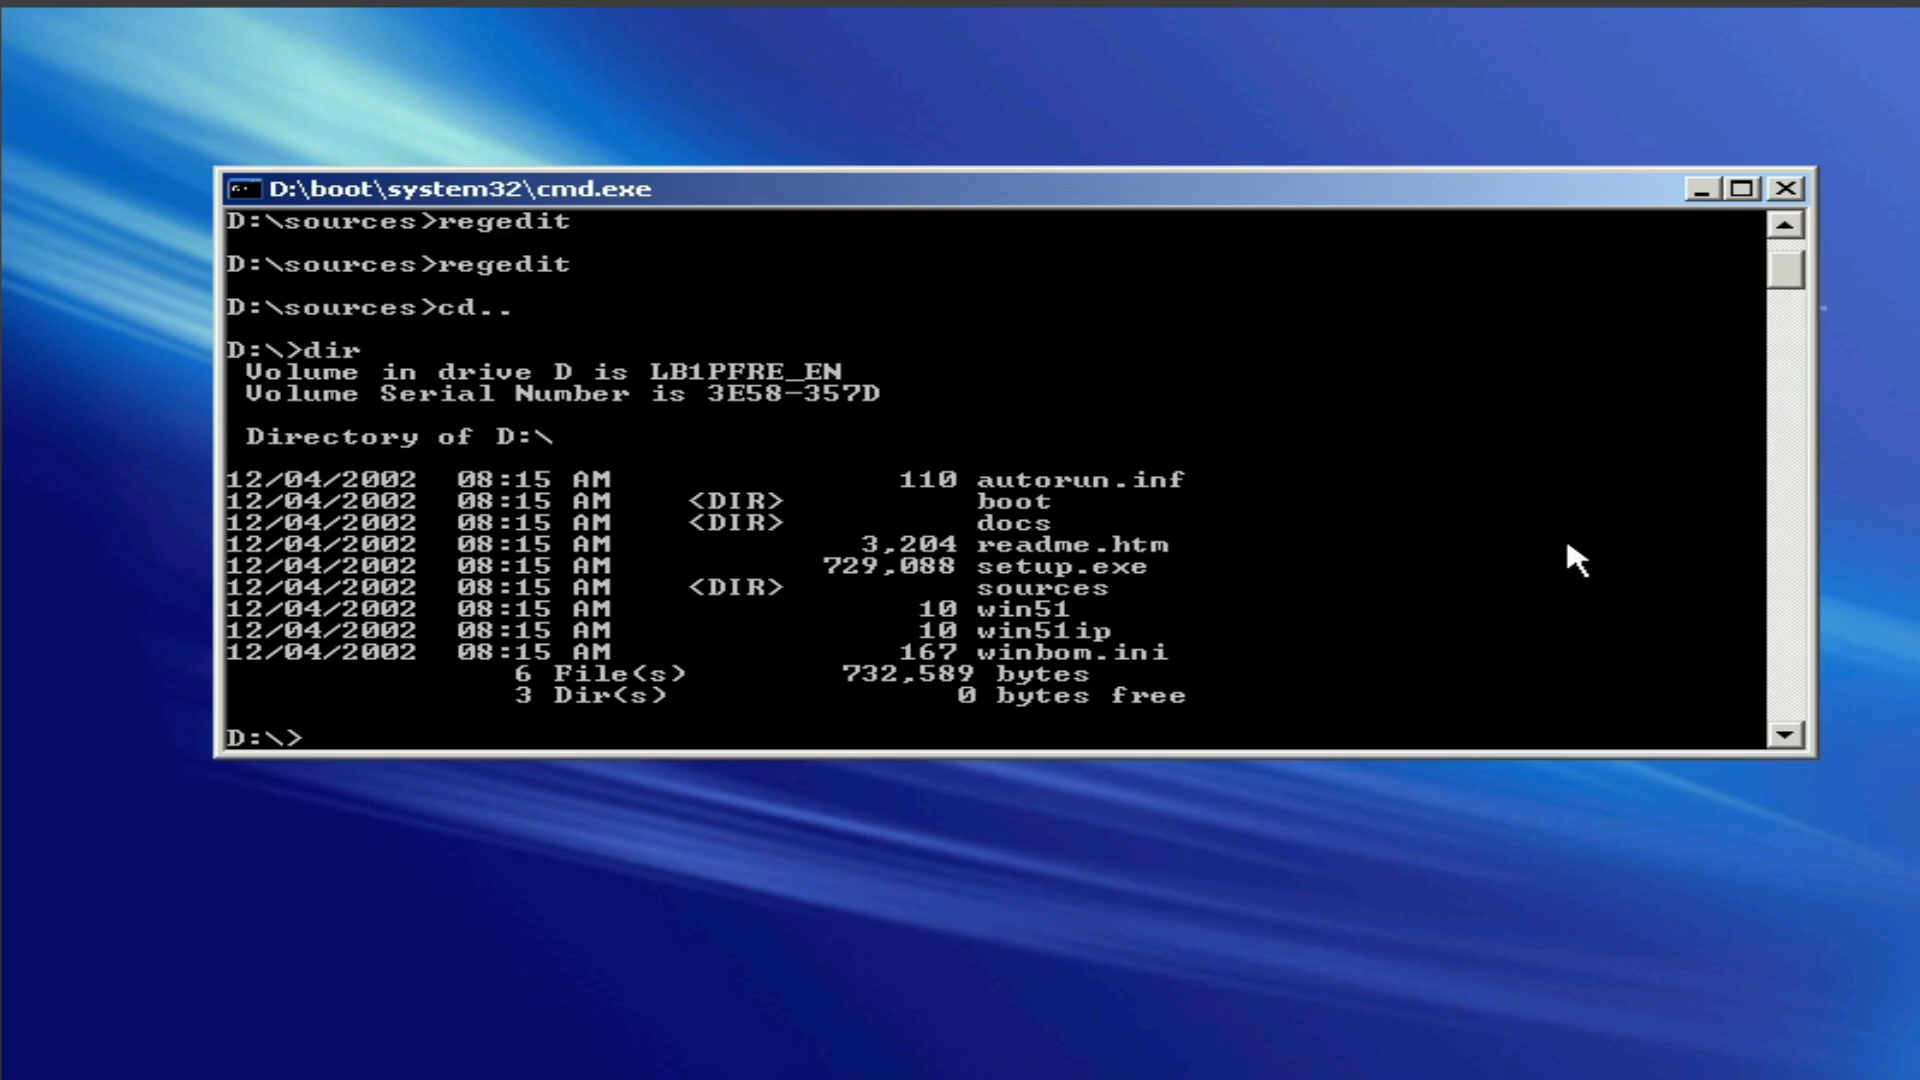 D:\boot\system32\cmd.exe
D:\sources>regedit
D:\sources>regedit
D:\sources>cd..
D:\>dir
Volume in drive D is LB1PFRE_EN
Volume Serial Number is 3E58-357D
Directory of D:\
12/04/2002  08:15 AM               110 autorun.inf
12/04/2002  08:15 AM    <DIR>          boot
12/04/2002  08:15 AM    <DIR>          docs
12/04/2002  08:15 AM             3,204 readme.htm
12/04/2002  08:15 AM           729,088 setup.exe
12/04/2002  08:15 AM    <DIR>          sources
12/04/2002  08:15 AM                10 win51
12/04/2002  08:15 AM                10 win51ip
12/04/2002  08:15 AM               167 winbom.ini
6 File(s)        732,589 bytes
3 Dir(s)               0 bytes free
D:\>